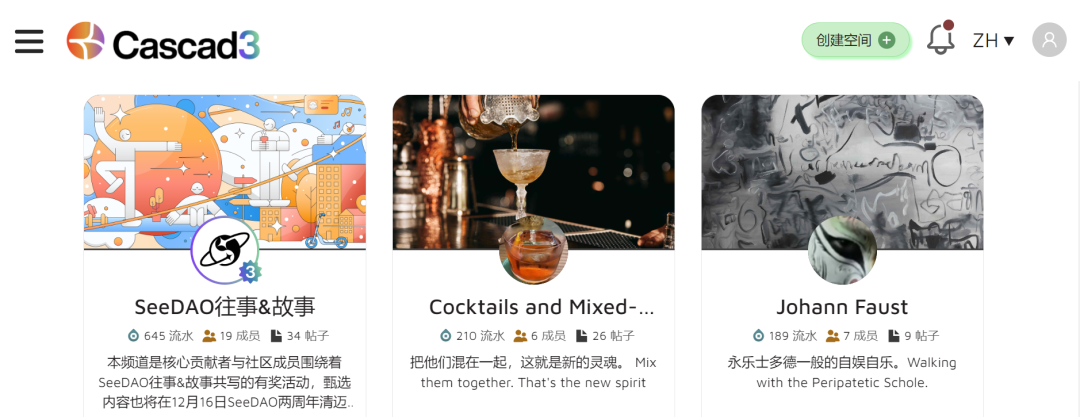 Cascad3
创建空间
ZH
3
SeeDAO往事&故事
645 流水 19 成员 34 帖子
本频道是核心贡献者与社区成员围绕着
SeeDAO往事&故事共写的有奖活动，甄选
内容也将在12月16日SeeDAO两周年清迈..
Cocktails and Mixed-...
210 流水 6 成员 26 帖子
把他们混在一起，这就是新的灵魂。 Mix
them together. That's the new spirit
Johann Faust
189 流水 7 成员 9 帖子
永乐士多德一般的自娱自乐。Walking
with the Peripatetic Schole.